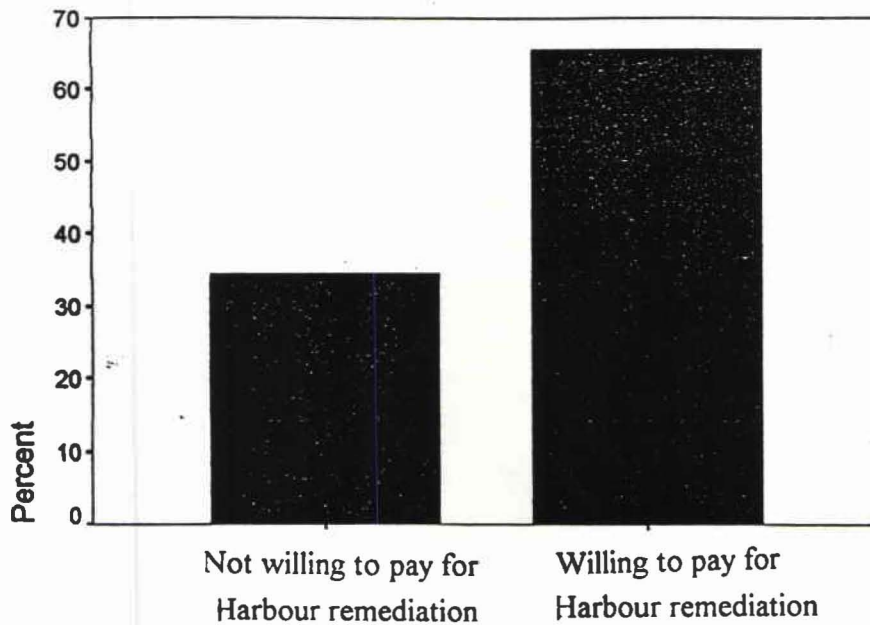 70
60
50
40
30
20
10
0
Percent
Not willing to pay for
Harbour remediation
Willing to pay for
Harbour remediation